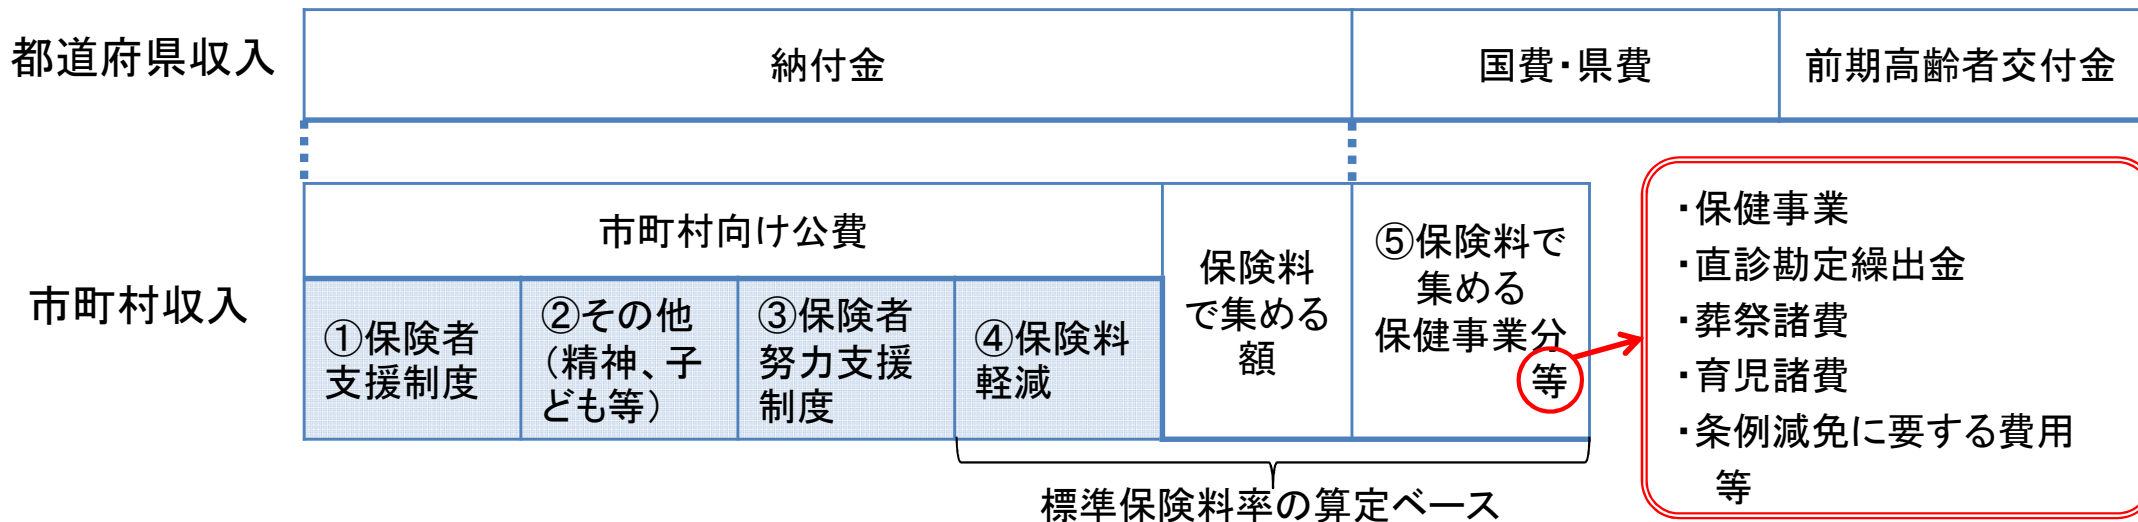 都道府県収入
納付金
国費・県費
前期高齢者交付金
市町村収入
市町村向け公費
①保険者
支援制度
②その他
（精神、子
ども等）
③保険者
努力支援
制度
④保険料
軽減
保険料
で集める
額
⑤保険料で
集める
保健事業分
等
・保健事業
・直診勘定繰出金
・葬祭諸費
・育児諸費
・条例減免に要する費用
等
標準保険料率の算定ベース